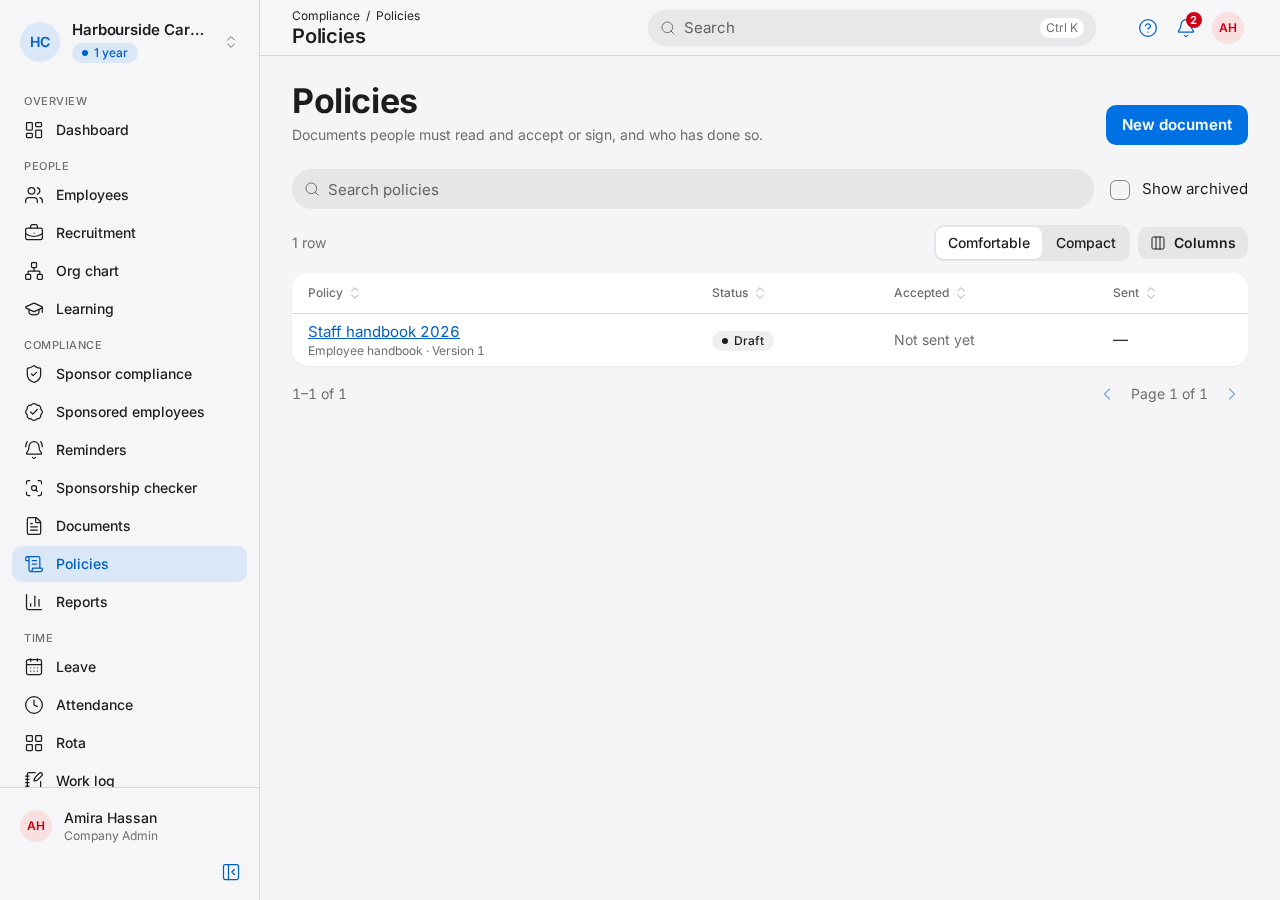 HC
Harbourside Car...
1 year
OVERVIEW
Dashboard
PEOPLE
Employees
Recruitment
Org chart
Learning
COMPLIANCE
Sponsor compliance
Sponsored employees
Reminders
Sponsorship checker
Documents
Policies
Reports
TIME
Leave
Attendance
Rota
Work log
AH
Amira Hassan
Company Admin
Compliance / Policies
Policies
Search
Ctrl K
2
AH
Policies
Documents people must read and accept or sign, and who has done so.
New document
Search policies
Show archived
1 row
Comfortable
Compact
Columns
Policy Status Accepted Sent
Staff handbook 2026
Employee handbook · Version 1
Draft
Not sent yet
—
1–1 of 1
Page 1 of 1